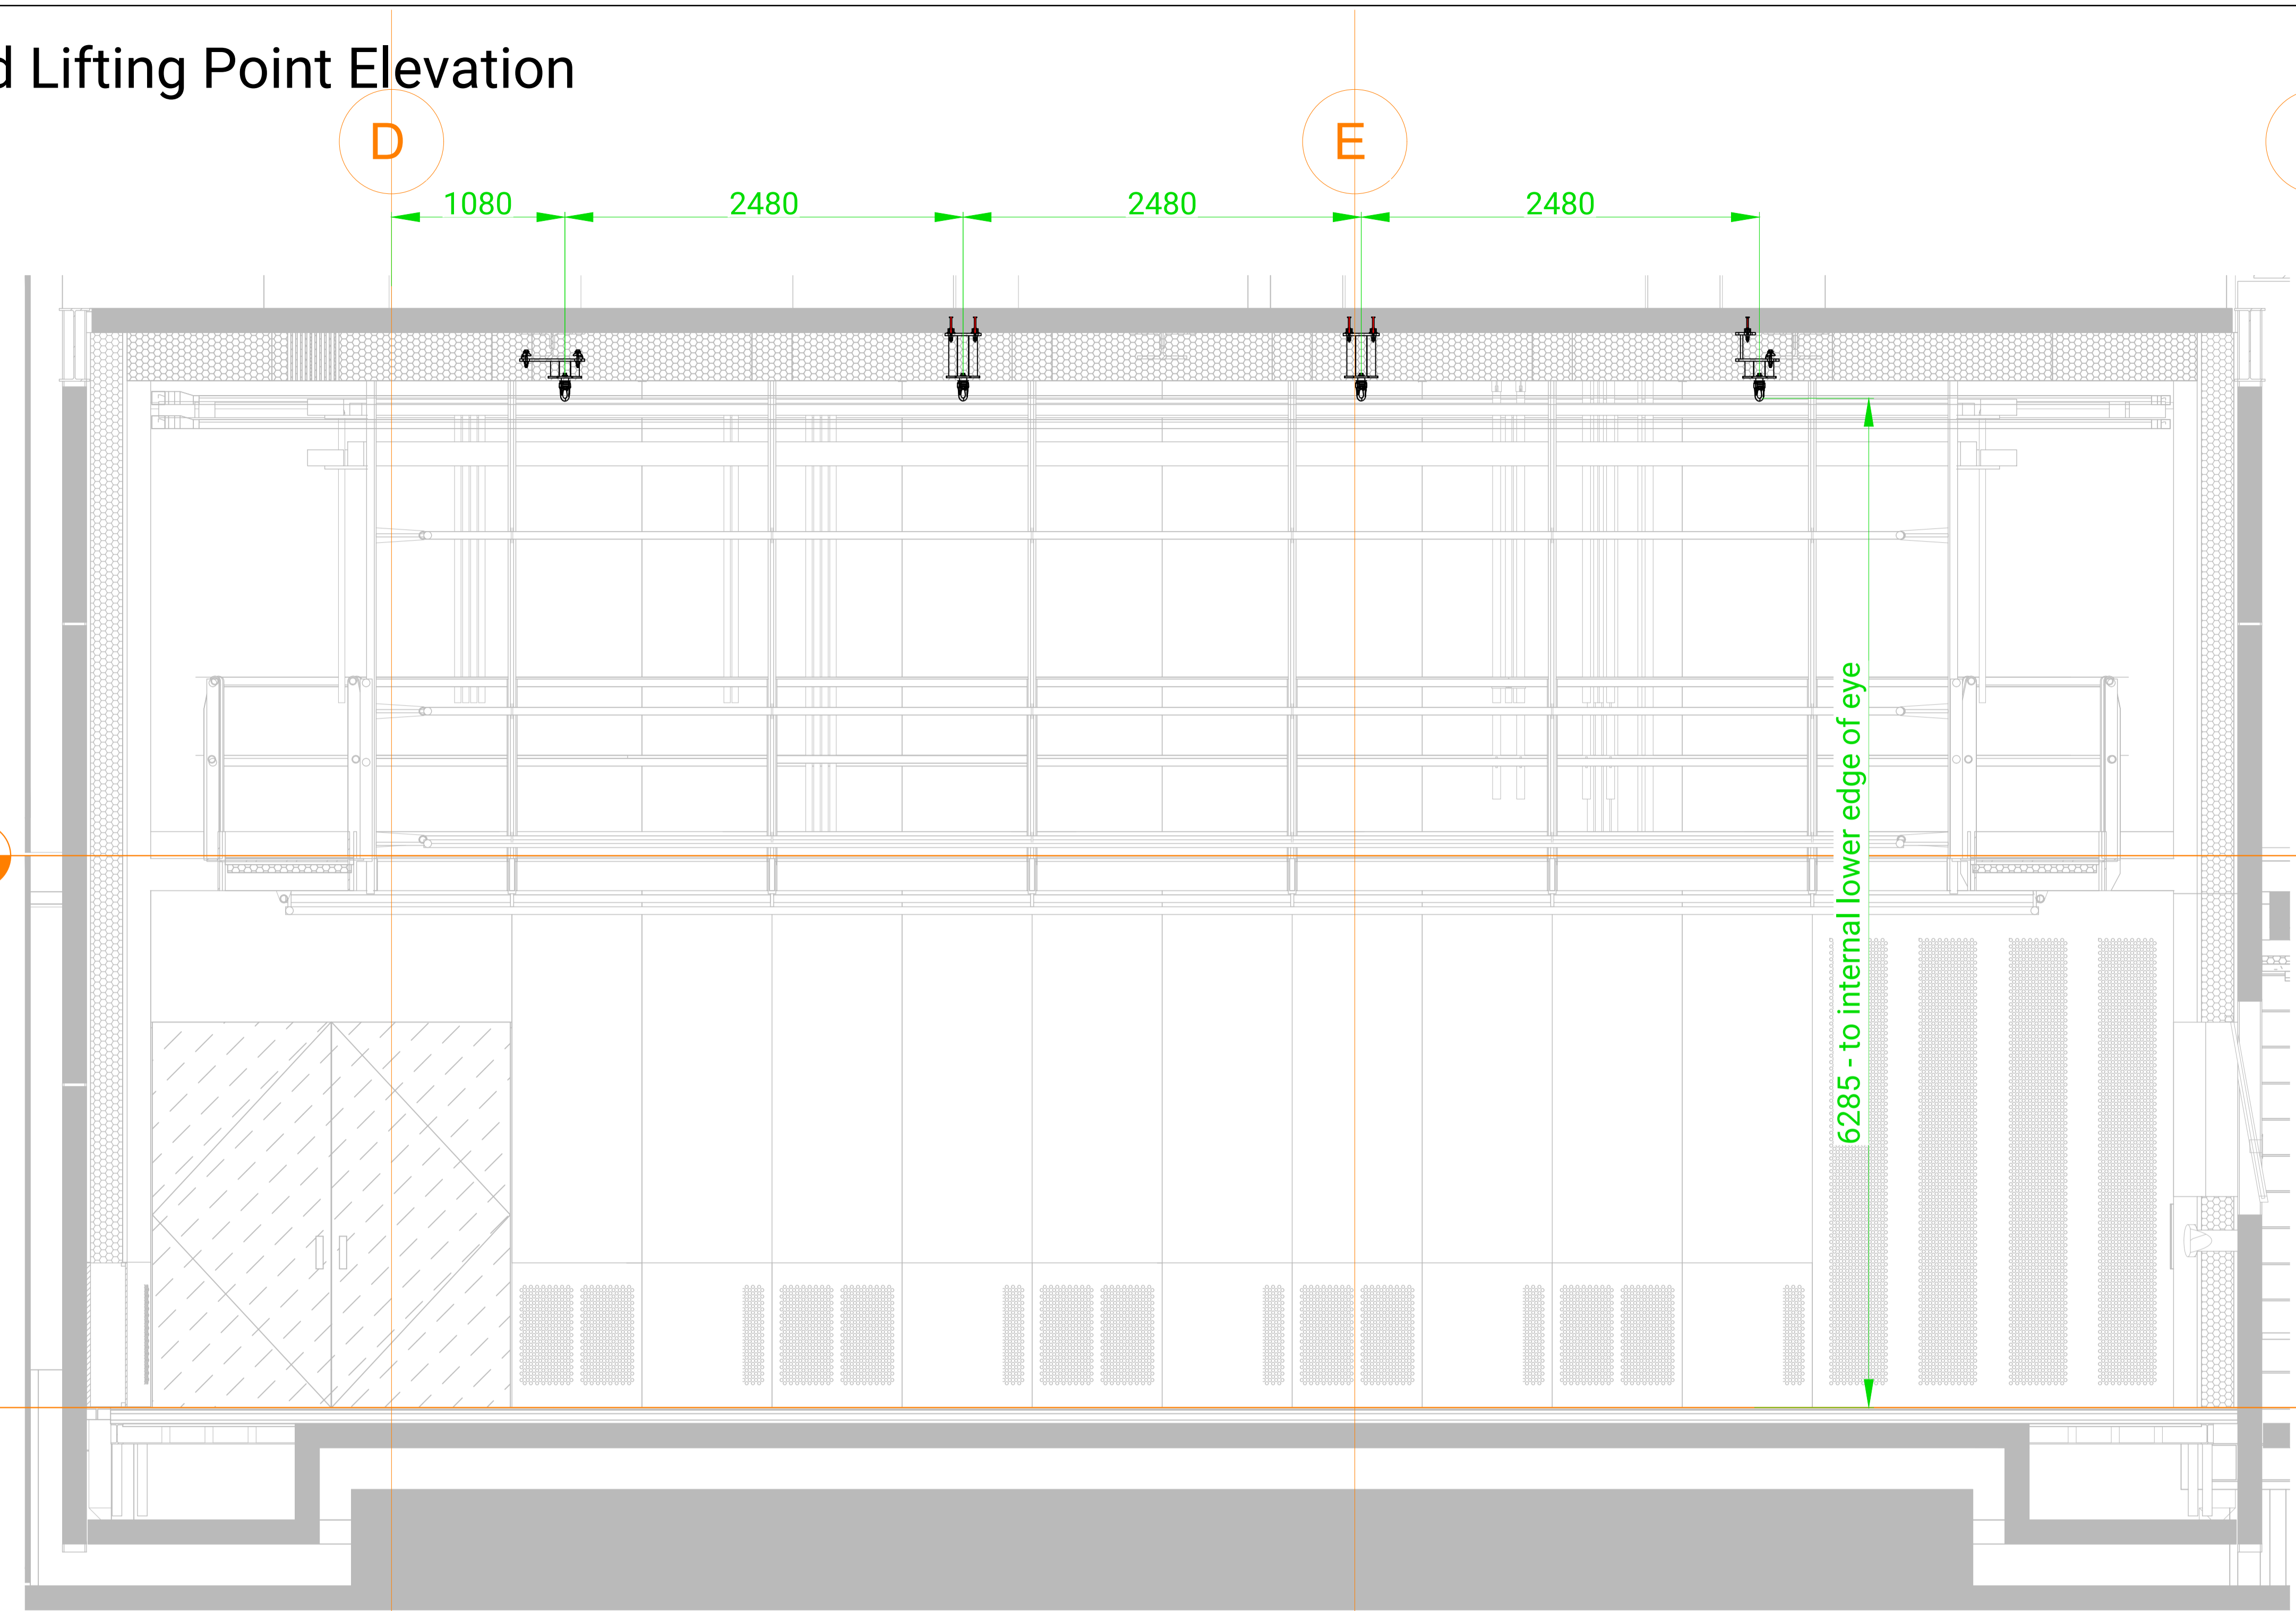 d Lifting Point Elevation
D
E
1080
2480
2480
2480
6285 - to internal lower edge of eye